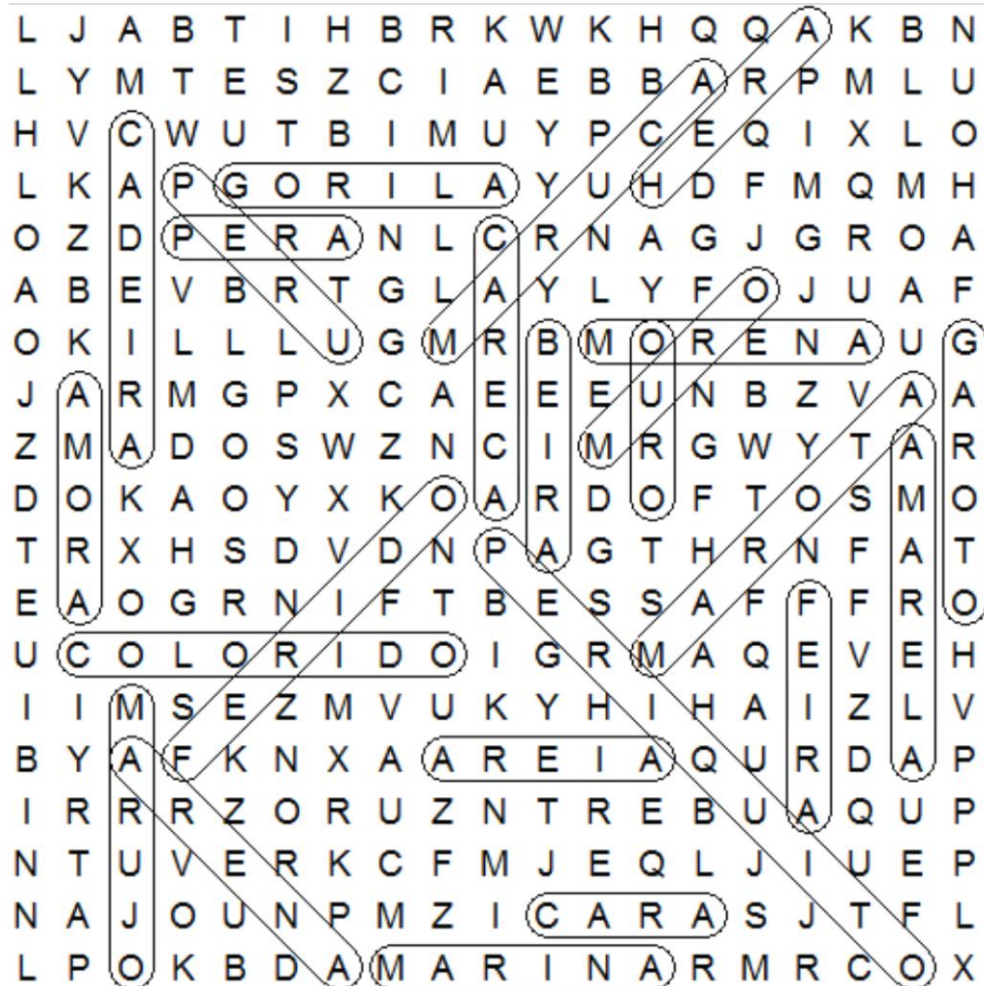 L J A B T I H B R K W K H Q Q A K B N
L Y M T E S Z C I A E B B A R P M L U
H V C W U T B I M U Y P C E Q I X L O
L K A P G O R I L A Y U H D F M Q M H
O Z D P E R A N L C R N A G J G R O A
A B E V B R T G L A Y L Y F O J U A F
O K I L L L U G M R B M O R E N A U G
J A R M G P X C A E E E U N B Z V A A
Z M A D O S W Z N C I M R G W Y T A R
D O K A O Y X K O A R D O F T O S M O
T R X H S D V D N P A G T H R N F A T
E A O G R N I F T B E S S A F F F R O
U C O L O R I D O I G R M A Q E V E H
I I M S E Z M V U K Y H I H A I Z L V
B Y A F K N X A A R E I A Q U R D A P
I R R R Z O R U Z N T R E B U A Q U P
N T U V E R K C F M J E Q L J I U E P
N A J O U N P M Z I C A R A S J T F L
L P O K B D A M A R I N A R M R C O X